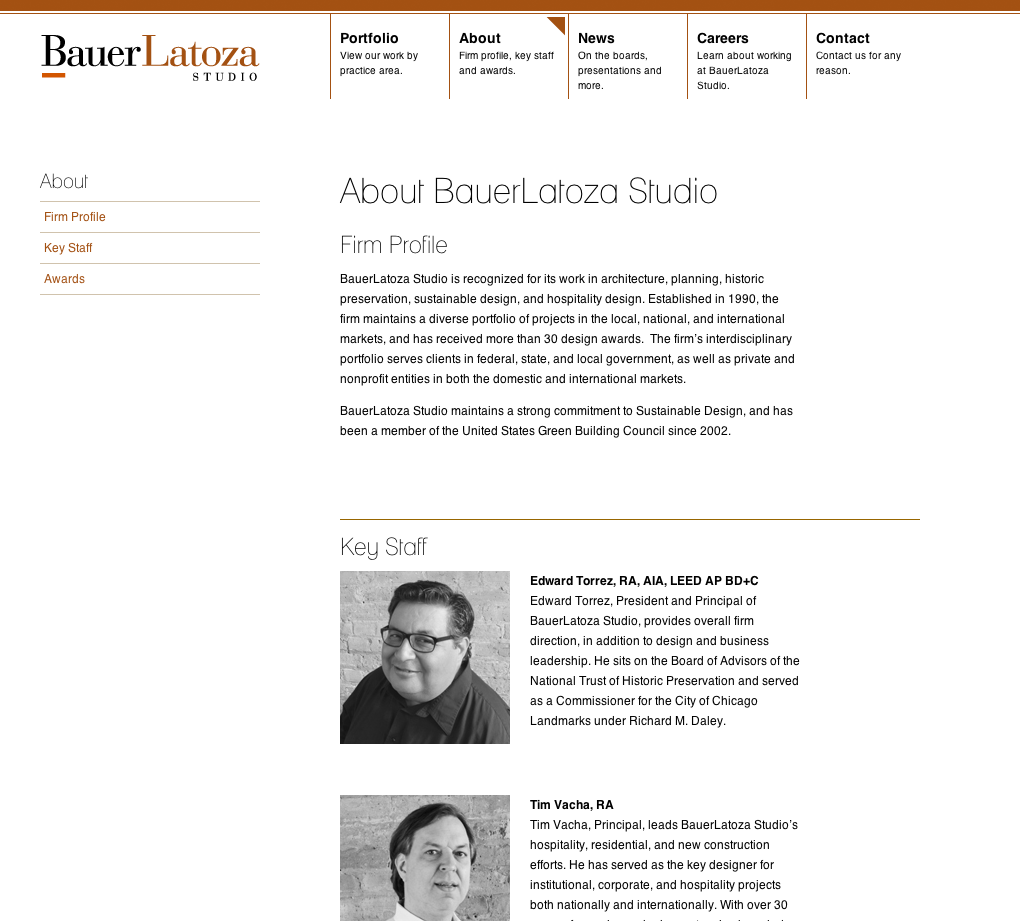 BauerLatoza
STUDIO
Portfolio
View our work by
practice area.
About
Firm profile, key staff
and awards.
News
On the boards,
presentations and
more.
Careers
Learn about working
at BauerLatoza
Studio.
Contact
Contact us for any
reason.
About
Firm Profile
Key Staff
Awards
About BauerLatoza Studio
Firm Profile
BauerLatoza Studio is recognized for its work in architecture, planning, historic
preservation, sustainable design, and hospitality design. Established in 1990, the
firm maintains a diverse portfolio of projects in the local, national, and international
markets, and has received more than 30 design awards.  The firm’s interdisciplinary
portfolio serves clients in federal, state, and local government, as well as private and
nonprofit entities in both the domestic and international markets.
BauerLatoza Studio maintains a strong commitment to Sustainable Design, and has
been a member of the United States Green Building Council since 2002.
Key Staff
Edward Torrez, RA, AIA, LEED AP BD+C
Edward Torrez, President and Principal of
BauerLatoza Studio, provides overall firm
direction, in addition to design and business
leadership. He sits on the Board of Advisors of the
National Trust of Historic Preservation and served
as a Commissioner for the City of Chicago
Landmarks under Richard M. Daley.
Tim Vacha, RA
Tim Vacha, Principal, leads BauerLatoza Studio’s
hospitality, residential, and new construction
efforts. He has served as the key designer for
institutional, corporate, and hospitality projects
both nationally and internationally. With over 30